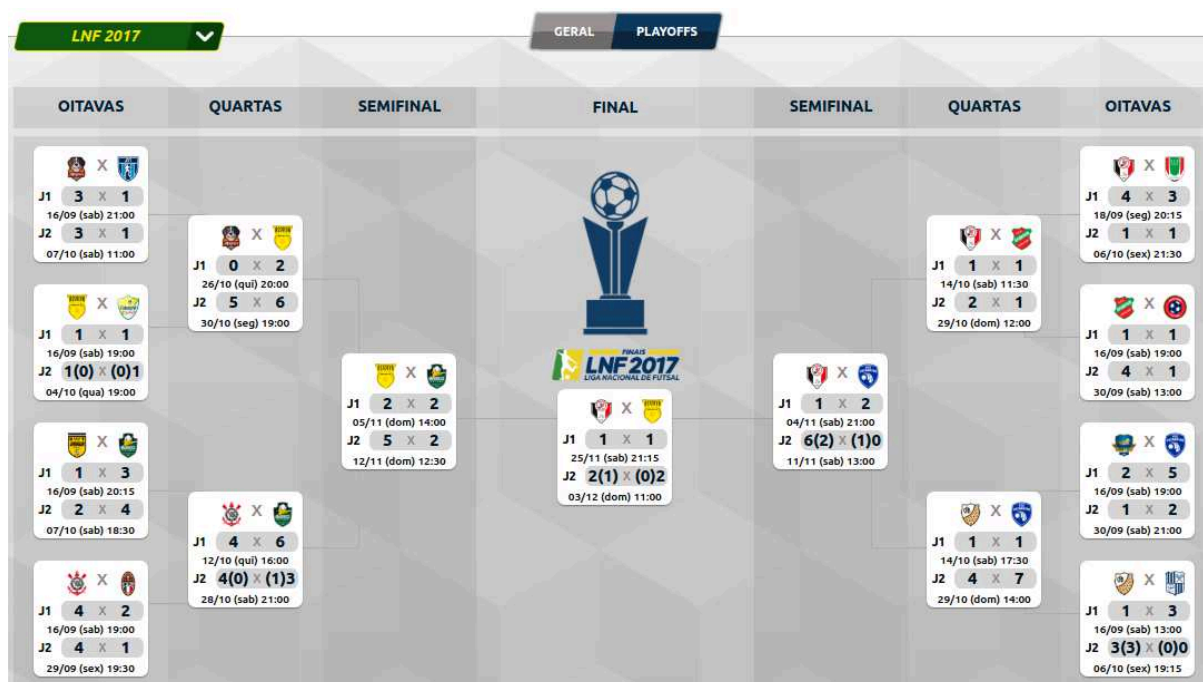 LNF 2017
GERAL PLAYOFFS
OITAVAS QUARTAS SEMIFINAL FINAL SEMIFINAL QUARTAS OITAVAS
X
J1 3 X 1
16/09 (sab) 21:00
J2 3 X 1
07/10 (sab) 11:00
X
J1 1 X 1
16/09 (sab) 19:00
J2 1(0) X (0)1
04/10 (qua) 19:00
X
J1 1 X 3
16/09 (sab) 20:15
J2 2 X 4
07/10 (sab) 18:30
X
J1 4 X 2
16/09 (sab) 19:00
J2 4 X 1
29/09 (sex) 19:30
X
J1 0 X 2
26/10 (qui) 20:00
J2 5 X 6
30/10 (seg) 19:00
X
J1 4 X 6
12/10 (qui) 16:00
J2 4(0) X (1)3
28/10 (sab) 21:00
X
J1 2 X 2
05/11 (dom) 14:00
J2 5 X 2
12/11 (dom) 12:30
FINAIS
LNF 2017
LIGA NACIONAL DE FUTSAL
X
J1 1 X 1
25/11 (sab) 21:15
J2 2(1) X (0)2
03/12 (dom) 11:00
X
J1 1 X 2
04/11 (sab) 21:00
J2 6(2) X (1)0
11/11 (sab) 13:00
X
J1 1 X 1
14/10 (sab) 11:30
J2 2 X 1
29/10 (dom) 12:00
X
J1 1 X 1
14/10 (sab) 17:30
J2 4 X 7
29/10 (dom) 14:00
X
J1 4 X 3
18/09 (seg) 20:15
J2 1 X 1
06/10 (sex) 21:30
X
J1 1 X 1
16/09 (sab) 19:00
J2 4 X 1
30/09 (sab) 13:00
X
J1 2 X 5
16/09 (sab) 19:00
J2 1 X 2
30/09 (sab) 21:00
X
J1 1 X 3
16/09 (sab) 13:00
J2 3(3) X (0)0
06/10 (sex) 19:15